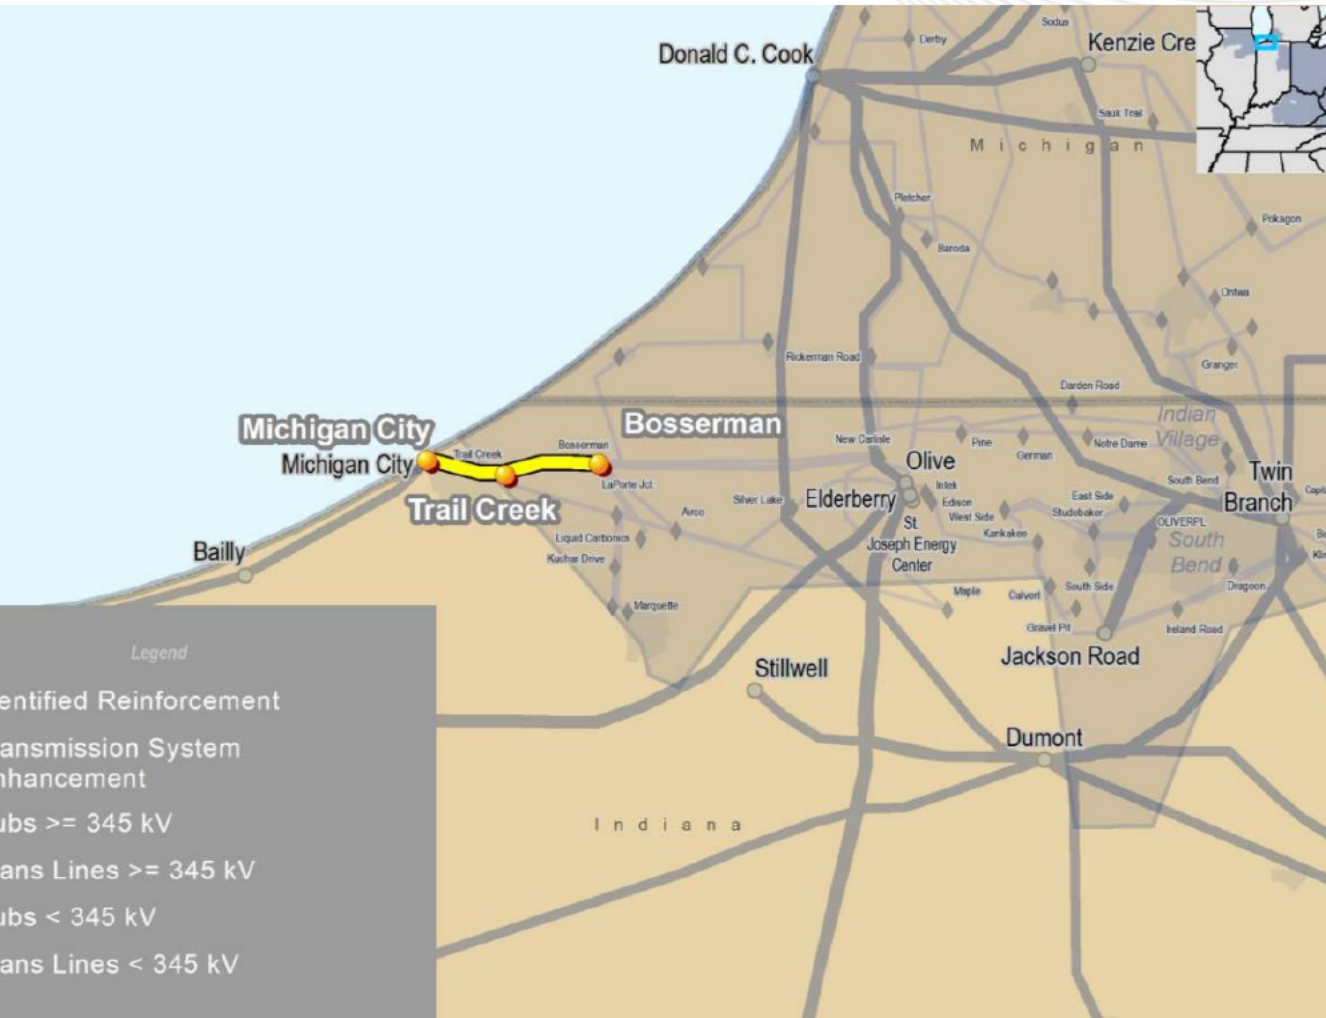 Sodus
Derby
Donald C. Cook
Kenzie Cre
Sauk Trail
M i c h i g a n
Pletcher
Pokagon
Baroda
Ontwa
Rickerman Road
Granger
Darden Road
Indian
Village
Michigan City
Bosserman
Bosserman
New Carlisle
Pine
German
Notre Dame
Michigan City
Trail Creek
LaPorte Jct.
Olive
South Bend
Twin
Branch
Trail Creek
Silver Lake
Elderberry
Intek
Edison
West Side
East Side
Studebaker
Arco
OLIVERPL
South
Bend
St.
Joseph Energy
Center
Kankakee
Liquid Carbonics
Kuchar Drive
Bailly
Maple
Calvert
South Side
Dragoon
Marquette
Gravel Pit
Ireland Road
Jackson Road
Stillwell
Dumont
I n d i a n a
Legend
entified Reinforcement
ansmission System
nhancement
ubs >= 345 kV
ans Lines >= 345 kV
ubs < 345 kV
ans Lines < 345 kV